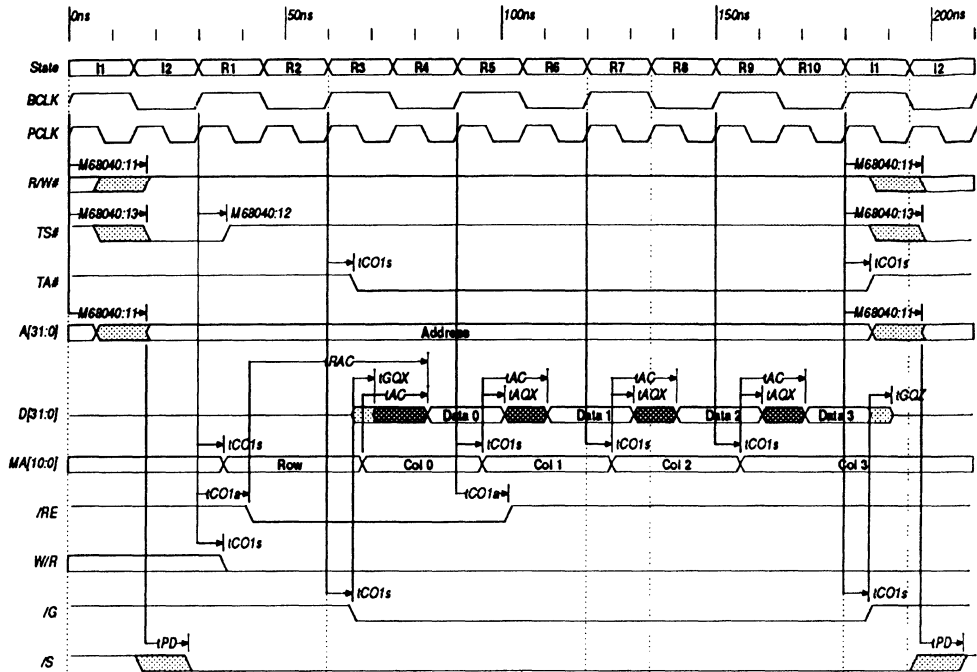 0ns 50ns 100ns 150ns 200ns
State I1 I2 R1 R2 R3 R4 R5 R6 R7 R8 R9 R10 I1 I2
BCLK
PCLK
M68040:11 M68040:11
R/W#
M68040:13 M68040:12 M68040:13
TS#
tCO1s tCO1s
TA#
M68040:11 M68040:11
A[31:0] Address
tRAC
tGQX tAC tAC tAC
tAC tAQX tAQX tAQX tGQZ
D[31:0] Data 0 Data 1 Data 2 Data 3
tCO1s tCO1s tCO1s tCO1s
MA[10:0] Row Col 0 Col 1 Col 2 Col 3
tCO1a tCO1a
/RE
tCO1s
W/R
tCO1s tCO1s
/G
tPD tPD
/S